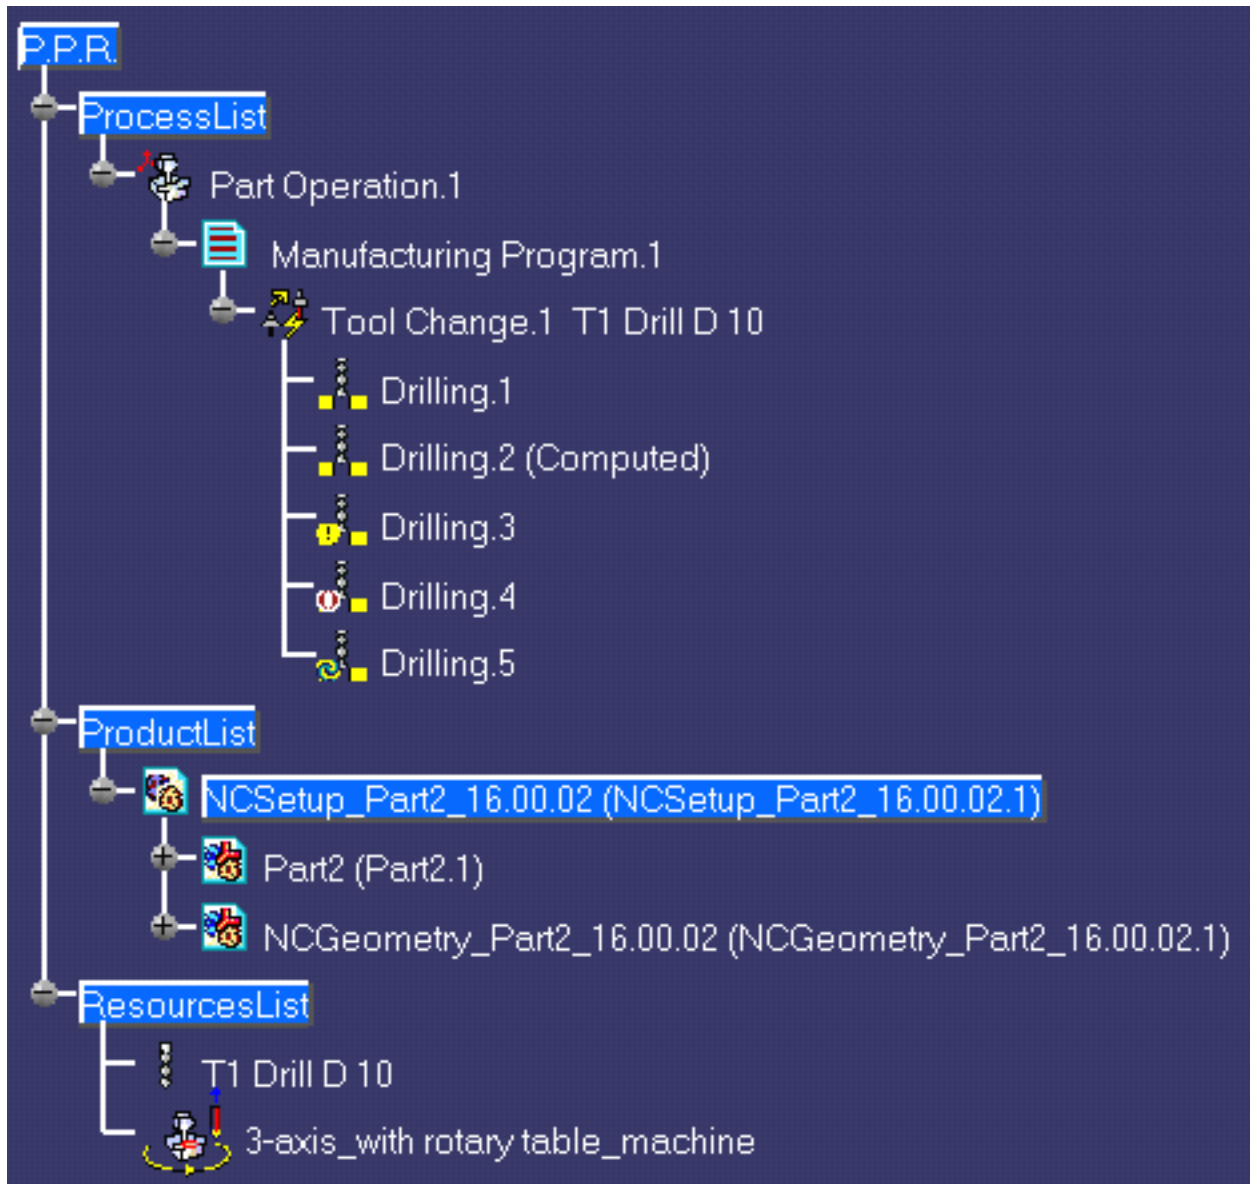 P.P.R.
ProcessList
Part Operation.1
Manufacturing Program.1
Tool Change.1 T1 Drill D 10
Drilling.1
Drilling.2 (Computed)
Drilling.3
Drilling.4
Drilling.5
ProductList
NCSetup_Part2_16.00.02 (NCSetup_Part2_16.00.02.1)
Part2 (Part2.1)
NCGeometry_Part2_16.00.02 (NCGeometry_Part2_16.00.02.1)
ResourcesList
T1 Drill D 10
3-axis_with rotary table_machine